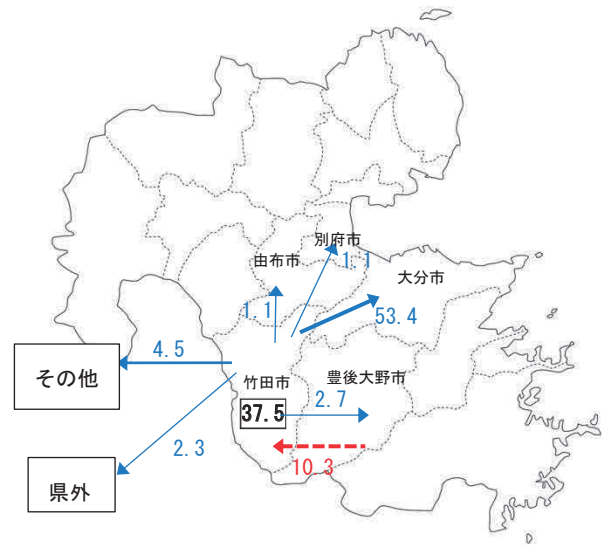 別府市
由布市
1.1
大分市
1.1
53.4
4.5
その他
竹田市
豊後大野市
37.5
2.7
2.3
10.3
県外